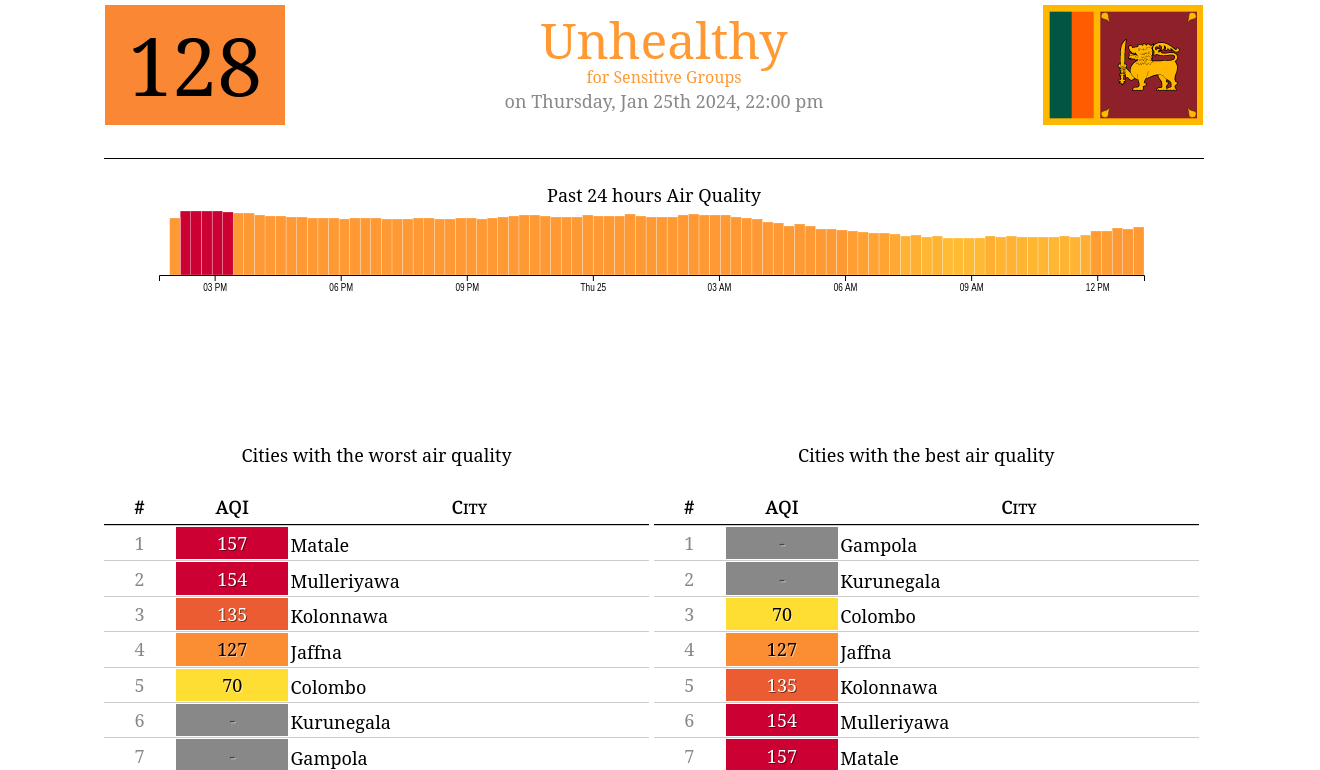 128
Unhealthy
for Sensitive Groups
on Thursday, Jan 25th 2024, 22:00 pm
Past 24 hours Air Quality
03 PM 06 PM 09 PM Thu 25 03 AM 06 AM 09 AM 12 PM
Cities with the worst air quality
# AQI City
1 157 Matale
2 154 Mulleriyawa
3 135 Kolonnawa
4 127 Jaffna
5 70 Colombo
6 - Kurunegala
7 - Gampola
Cities with the best air quality
# AQI City
1 - Gampola
2 - Kurunegala
3 70 Colombo
4 127 Jaffna
5 135 Kolonnawa
6 154 Mulleriyawa
7 157 Matale